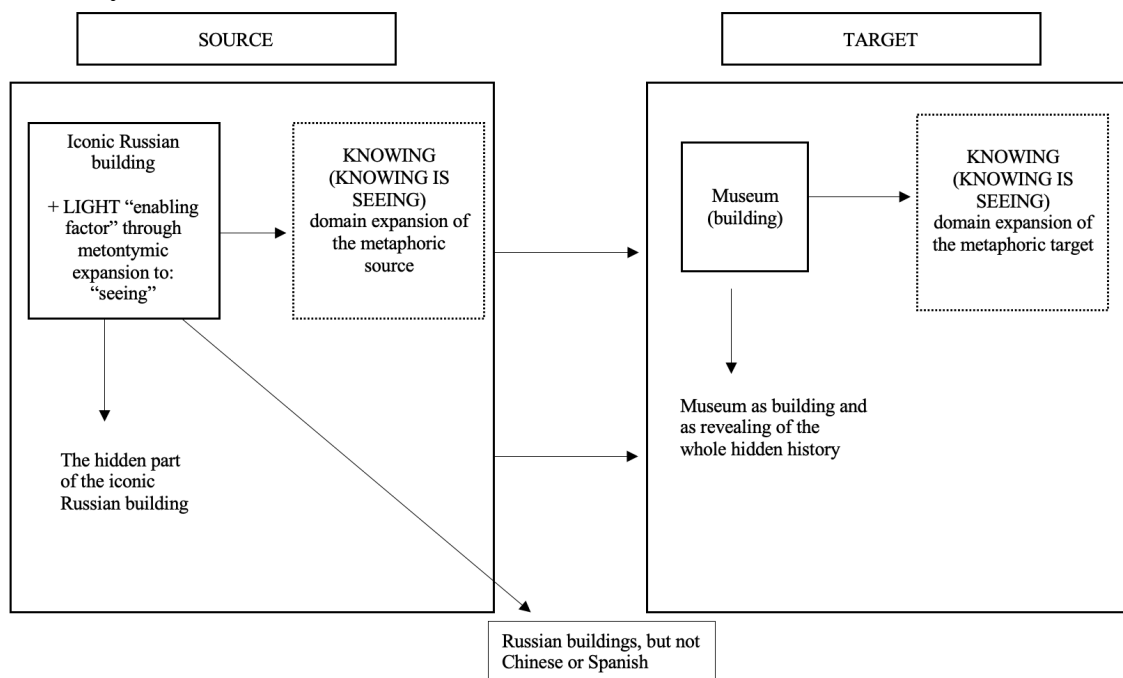 SOURCE
TARGET
Iconic Russian
building
+ LIGHT “enabling
factor” through
metontymic
expansion to:
“seeing”
KNOWING
(KNOWING IS
SEEING)
domain expansion of
the metaphoric
source
Museum
(building)
KNOWING
(KNOWING IS
SEEING)
domain expansion of
the metaphoric target
The hidden part
of the iconic
Russian building
Museum as building and
as revealing of the
whole hidden history
Russian buildings, but not
Chinese or Spanish